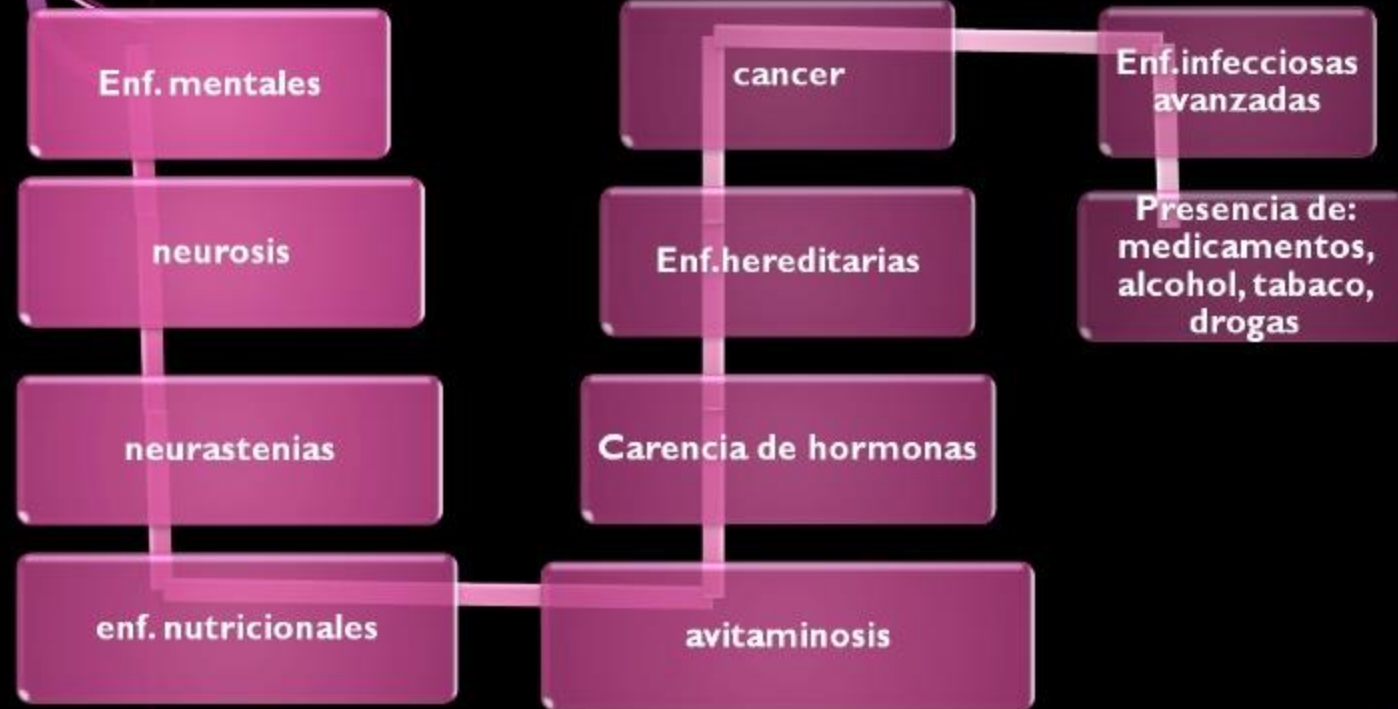 Enf. mentales
neurosis
neurastenias
enf. nutricionales
avitaminosis
Carencia de hormonas
Enf.hereditarias
cancer
Enf.infecciosas
avanzadas
Presencia de:
medicamentos,
alcohol, tabaco,
drogas